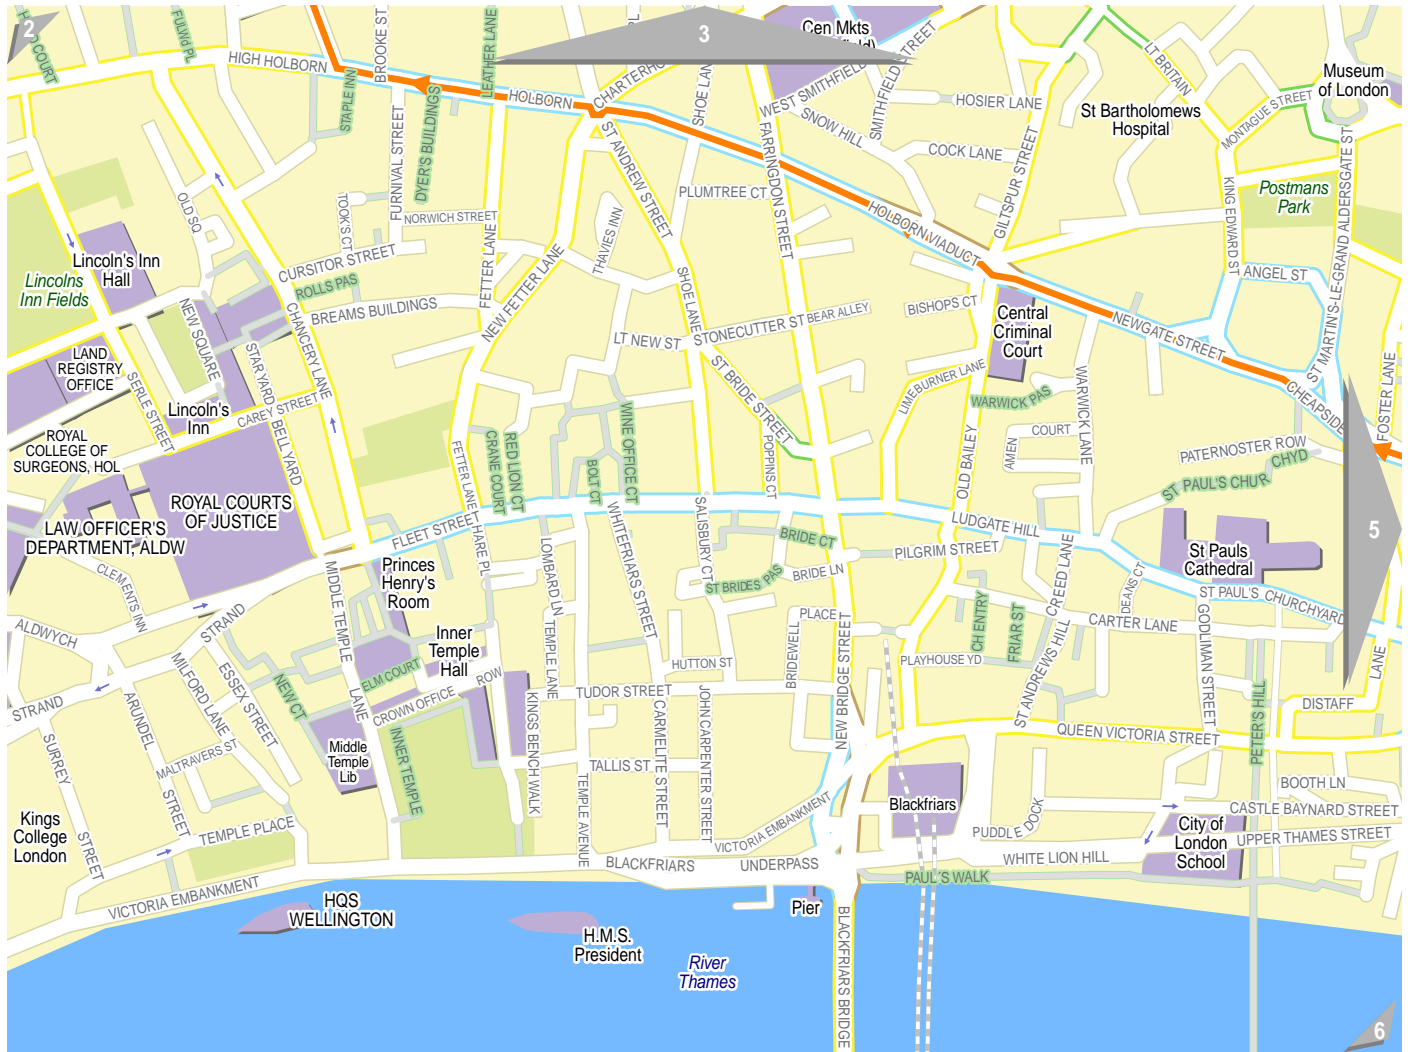 2
3
5
6
FULWd PL
COURT
HIGH HOLBORN
STAPLE INN
BROOKE ST
LEATHER LANE
DYER'S BUILDINGS
FURNIVAL STREET
HOLBORN
SHOE LANE
Cen Mkts
WEST SMITHFIELD
SMITHFIELD STREET
SNOW HILL
HOSIER LANE
COCK LANE
GILTSPUR STREET
LT BRITAIN
St Bartholomews
Hospital
MONTAGUE STREET
Museum
of London
KING EDWARD ST
Postmans
Park
ST MARTIN'S-LE-GRAND ALDERSGATE ST
ANGEL ST
OLD SQ
TOOK'S CT
NORWICH STREET
CURSITOR STREET
ROLLS PAS
BREAMS BUILDINGS
FETTER LANE
NEW FETTER LANE
THAVIES INN
ST ANDREW STREET
PLUMTREE CT
FARRINGDON STREET
HOLBORN VIADUCT
Lincoln's Inn
Hall
Lincolns
Inn Fields
NEW SQUARE
STAR YARD
CHANCERY LANE
LAND
REGISTRY
OFFICE
SERLE STREET
Lincoln's
Inn
CAREY STREET
BELL YARD
SHOE LANE
LT NEW ST
STONECUTTER ST
BEAR ALLEY
BISHOPS CT
Central
Criminal
Court
NEWGATE STREET
CHEAPSIDE
FOSTER LANE
ST BRIDE STREET
LIMEBURNER LANE
WARWICK PAS
WARWICK LANE
AMEN
COURT
PATERNOSTER ROW
ST PAUL'S CHUR
CHYD
OLD BAILEY
ROYAL
COLLEGE OF
SURGEONS, HOL
ROYAL COURTS
OF JUSTICE
LAW OFFICER'S
DEPARTMENT, ALDW
FETTER LANE
CRANE COURT
RED LION CT
BOLT CT
WINE OFFICE CT
POPPINS CT
FLEET STREET
HARE PL
LOMBARD LN
WHITEFRIARS STREET
SALISBURY CT
BRIDE CT
ST BRIDES PAS
BRIDE LN
PILGRIM STREET
LUDGATE HILL
St Pauls
Cathedral
ST PAUL'S CHURCHYARD
CLEMENTS INN
Princes
Henry's
Room
MIDDLE TEMPLE
LANE
Inner
Temple
Hall
ELM COURT
CROWN OFFICE
ROW
TEMPLE LANE
ALDWYCH
STRAND
STRAND
SURREY
STREET
ARUNDEL
STREET
MILFORD LANE
ESSEX STREET
NEW CT
MALTRAVERS ST
Middle
Temple
Lib
INNER TEMPLE
KINGS BENCH WALK
TUDOR STREET
HUTTON ST
BRIDEWELL
PLACE
NEW BRIDGE STREET
PLAYHOUSE YD
CH ENTRY
FRIAR ST
CREED LANE
ST ANDREWS HILL
DEANS CT
CARTER LANE
GODLIMAN STREET
PETER'S HILL
DISTAFF
LANE
QUEEN VICTORIA STREET
TALLIS ST
TEMPLE AVENUE
CARMELITE STREET
JOHN CARPENTER STREET
VICTORIA EMBANKMENT
Blackfriars
PUDDLE DOCK
WHITE LION HILL
CASTLE BAYNARD STREET
BOOTH LN
City of
London
School
UPPER THAMES STREET
PAUL'S WALK
Kings
College
London
TEMPLE PLACE
VICTORIA EMBANKMENT
BLACKFRIARS
UNDERPASS
HQS
WELLINGTON
H.M.S.
President
Pier
BLACKFRIARS BRIDGE
River
Thames